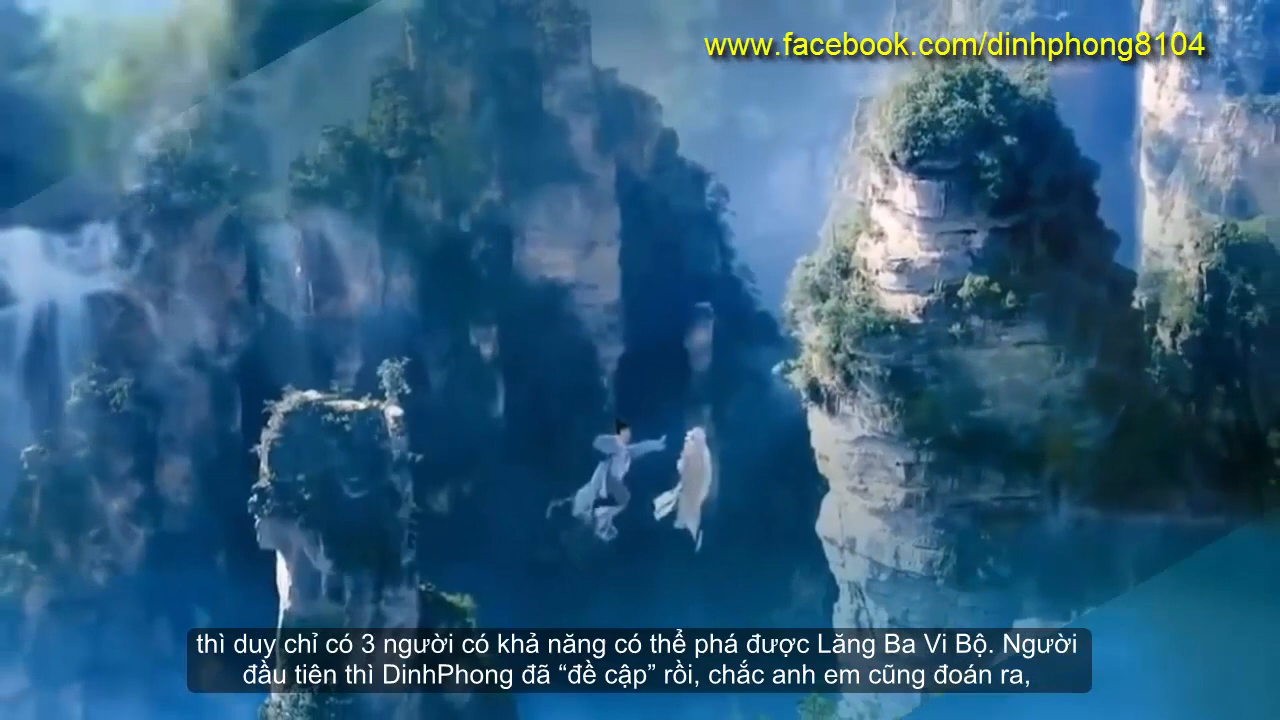 www.facebook.com/dinhphong8104
thì duy chỉ có 3 người có khả năng có thể phá được Lăng Ba Vi Bộ. Người
đầu tiên thì DinhPhong đã “đề cập” rồi, chắc anh em cũng đoán ra,